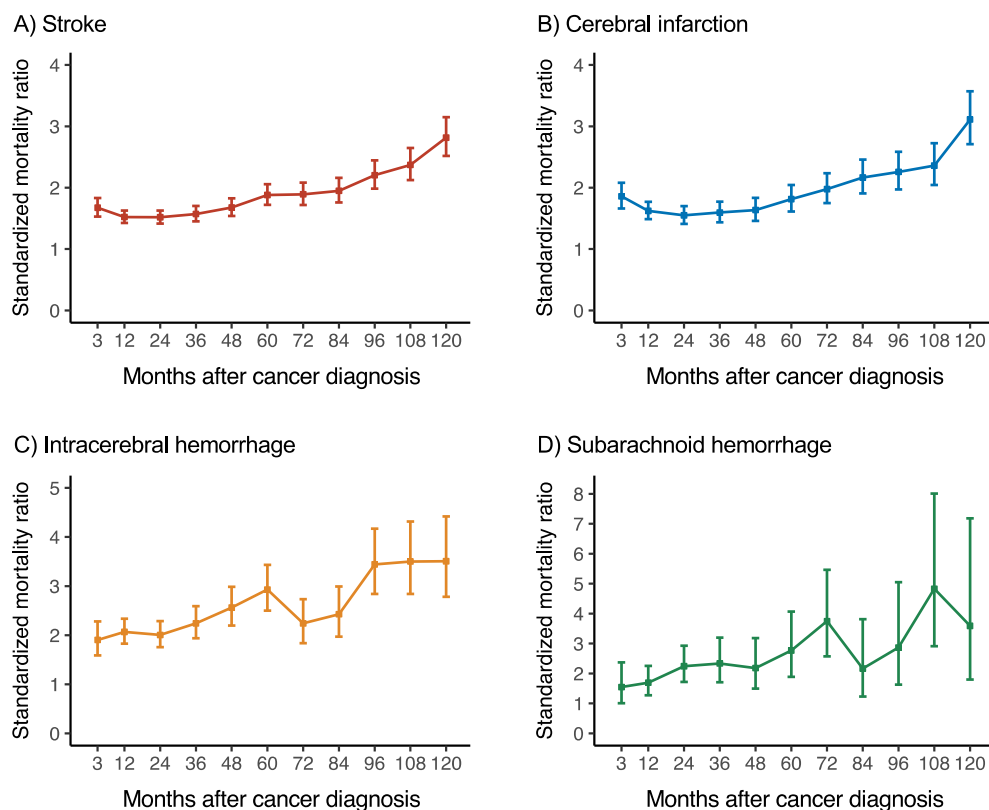 A) Stroke
Standardized mortality ratio
4
3
2
1
0
3 12 24 36 48 60 72 84 96 108 120
Months after cancer diagnosis
B) Cerebral infarction
Standardized mortality ratio
4
3
2
1
0
3 12 24 36 48 60 72 84 96 108 120
Months after cancer diagnosis
C) Intracerebral hemorrhage
Standardized mortality ratio
5
4
3
2
1
0
3 12 24 36 48 60 72 84 96 108 120
Months after cancer diagnosis
D) Subarachnoid hemorrhage
Standardized mortality ratio
8
7
6
5
4
3
2
1
0
3 12 24 36 48 60 72 84 96 108 120
Months after cancer diagnosis